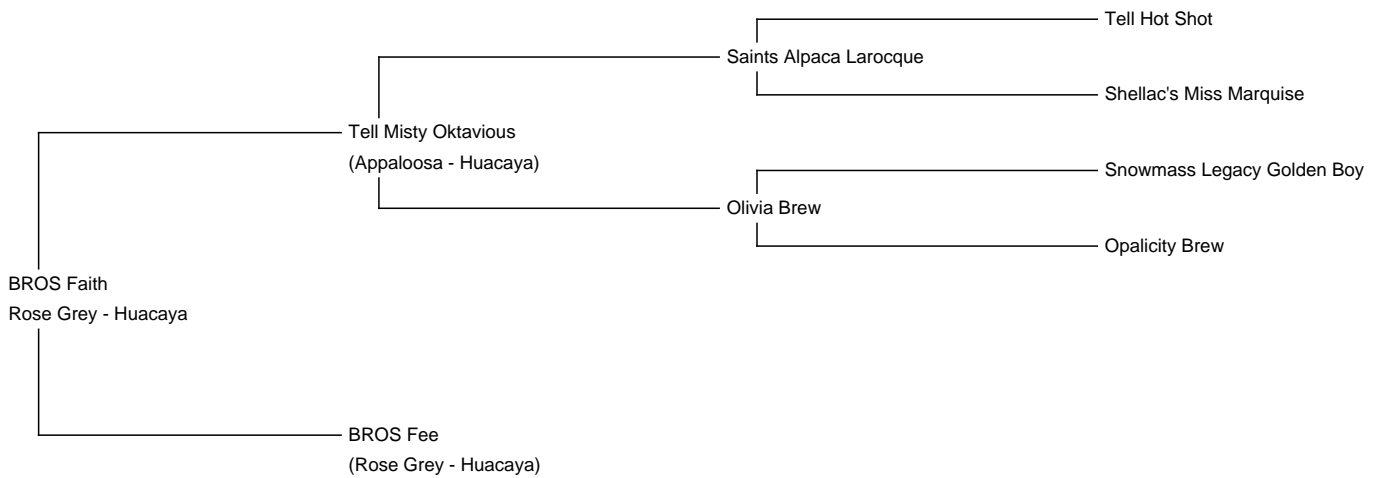 Tell Hot Shot
Saints Alpaca Larocque
Shellac's Miss Marquise
Tell Misty Oktavious
(Appaloosa - Huacaya)
Snowmass Legacy Golden Boy
Olivia Brew
Opalicity Brew
BROS Faith
Rose Grey - Huacaya
BROS Fee
(Rose Grey - Huacaya)